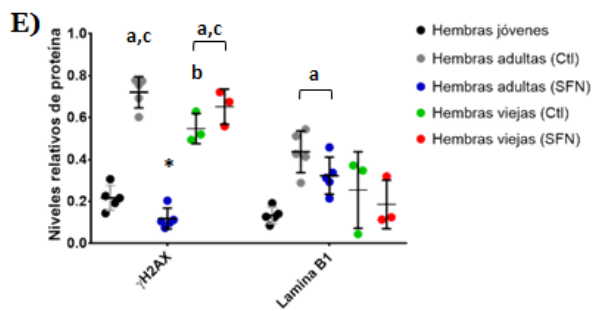 E)
Niveles relativos de proteína
1.0
0.8
0.6
0.4
0.2
0.0
a,c
*
a,c
b
a
γH2AX
Lamina B1
Hembras jóvenes
Hembras adultas (Ctl)
Hembras adultas (SFN)
Hembras viejas (Ctl)
Hembras viejas (SFN)